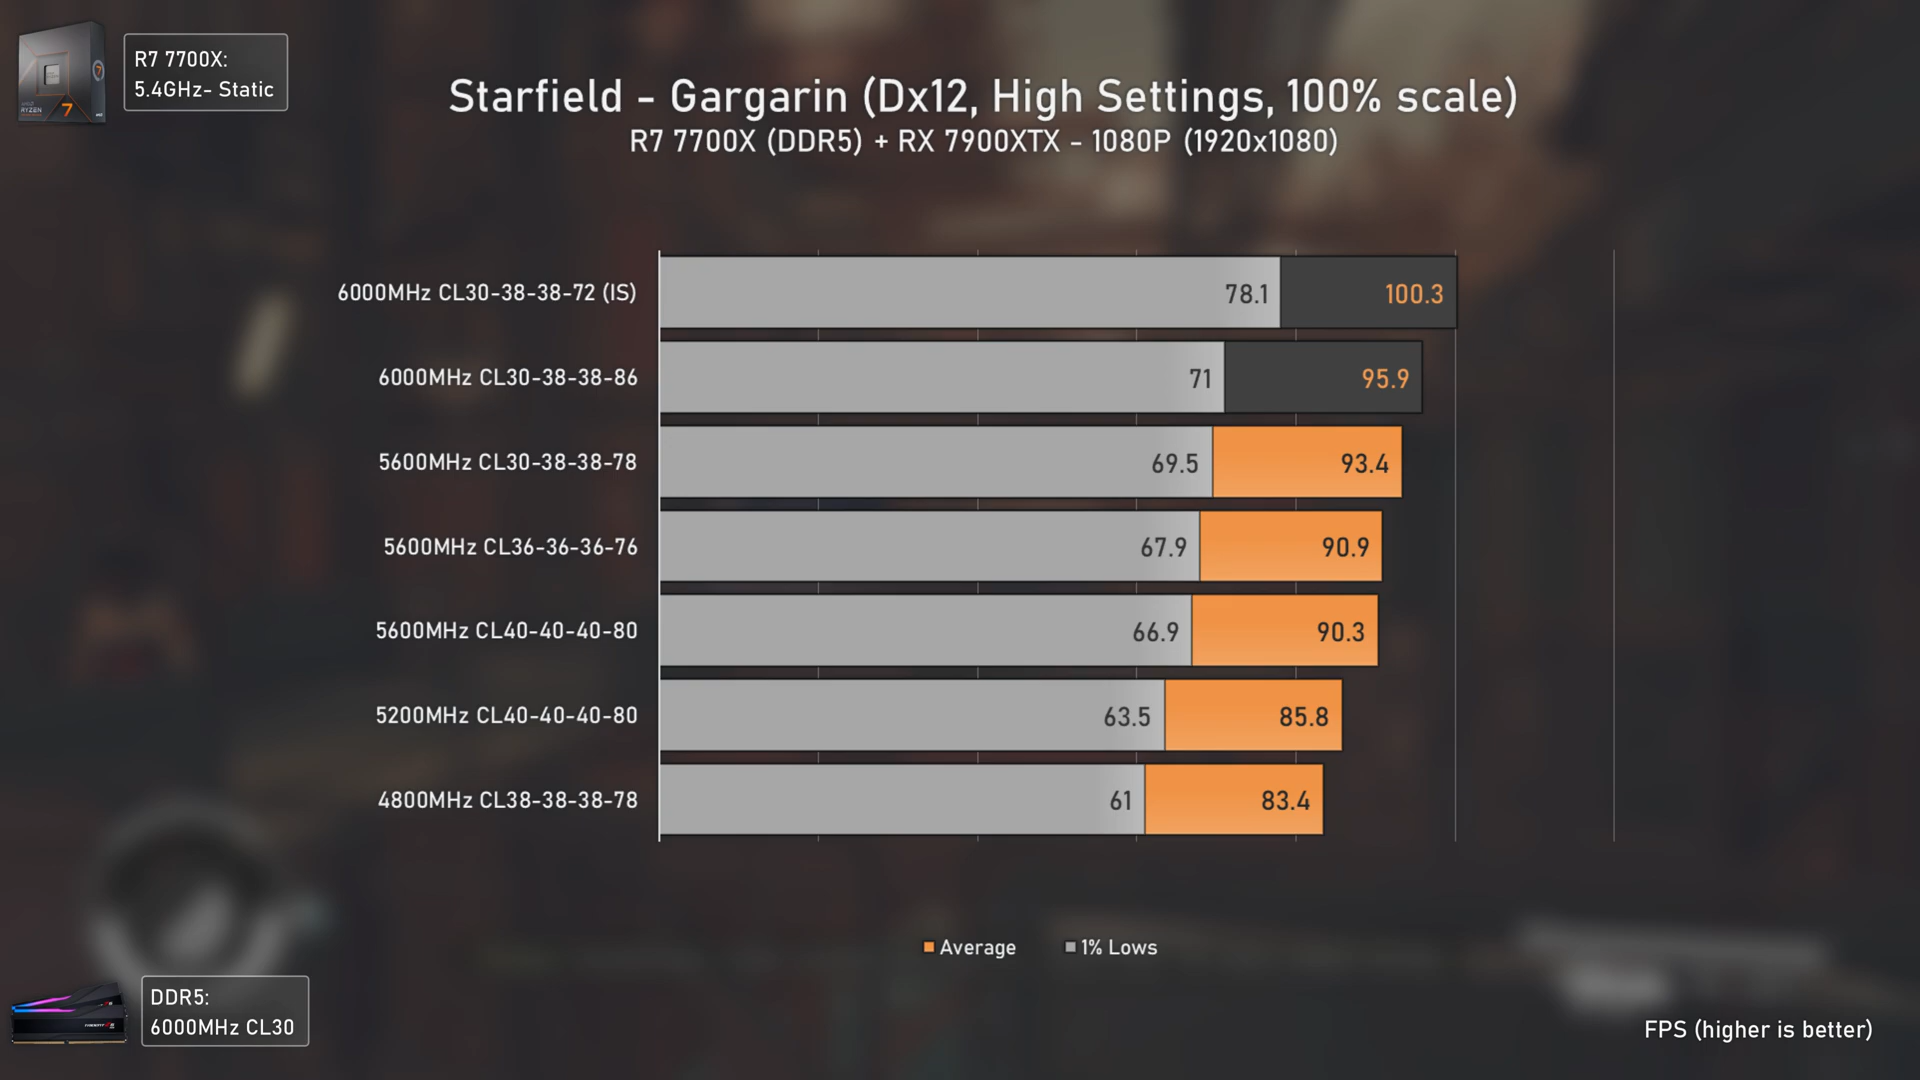 R7 7700X:
5.4GHz- Static
RYZEN
7
Starfield - Gargarin (Dx12, High Settings, 100% scale)
R7 7700X (DDR5) + RX 7900XTX - 1080P (1920x1080)
6000MHz CL30-38-38-72 (IS)
78.1
100.3
6000MHz CL30-38-38-86
71
95.9
5600MHz CL30-38-38-78
69.5
93.4
5600MHz CL36-36-36-76
67.9
90.9
5600MHz CL40-40-40-80
66.9
90.3
5200MHz CL40-40-40-80
63.5
85.8
4800MHz CL38-38-38-78
61
83.4
Average
1% Lows
DDR5:
6000MHz CL30
FPS (higher is better)